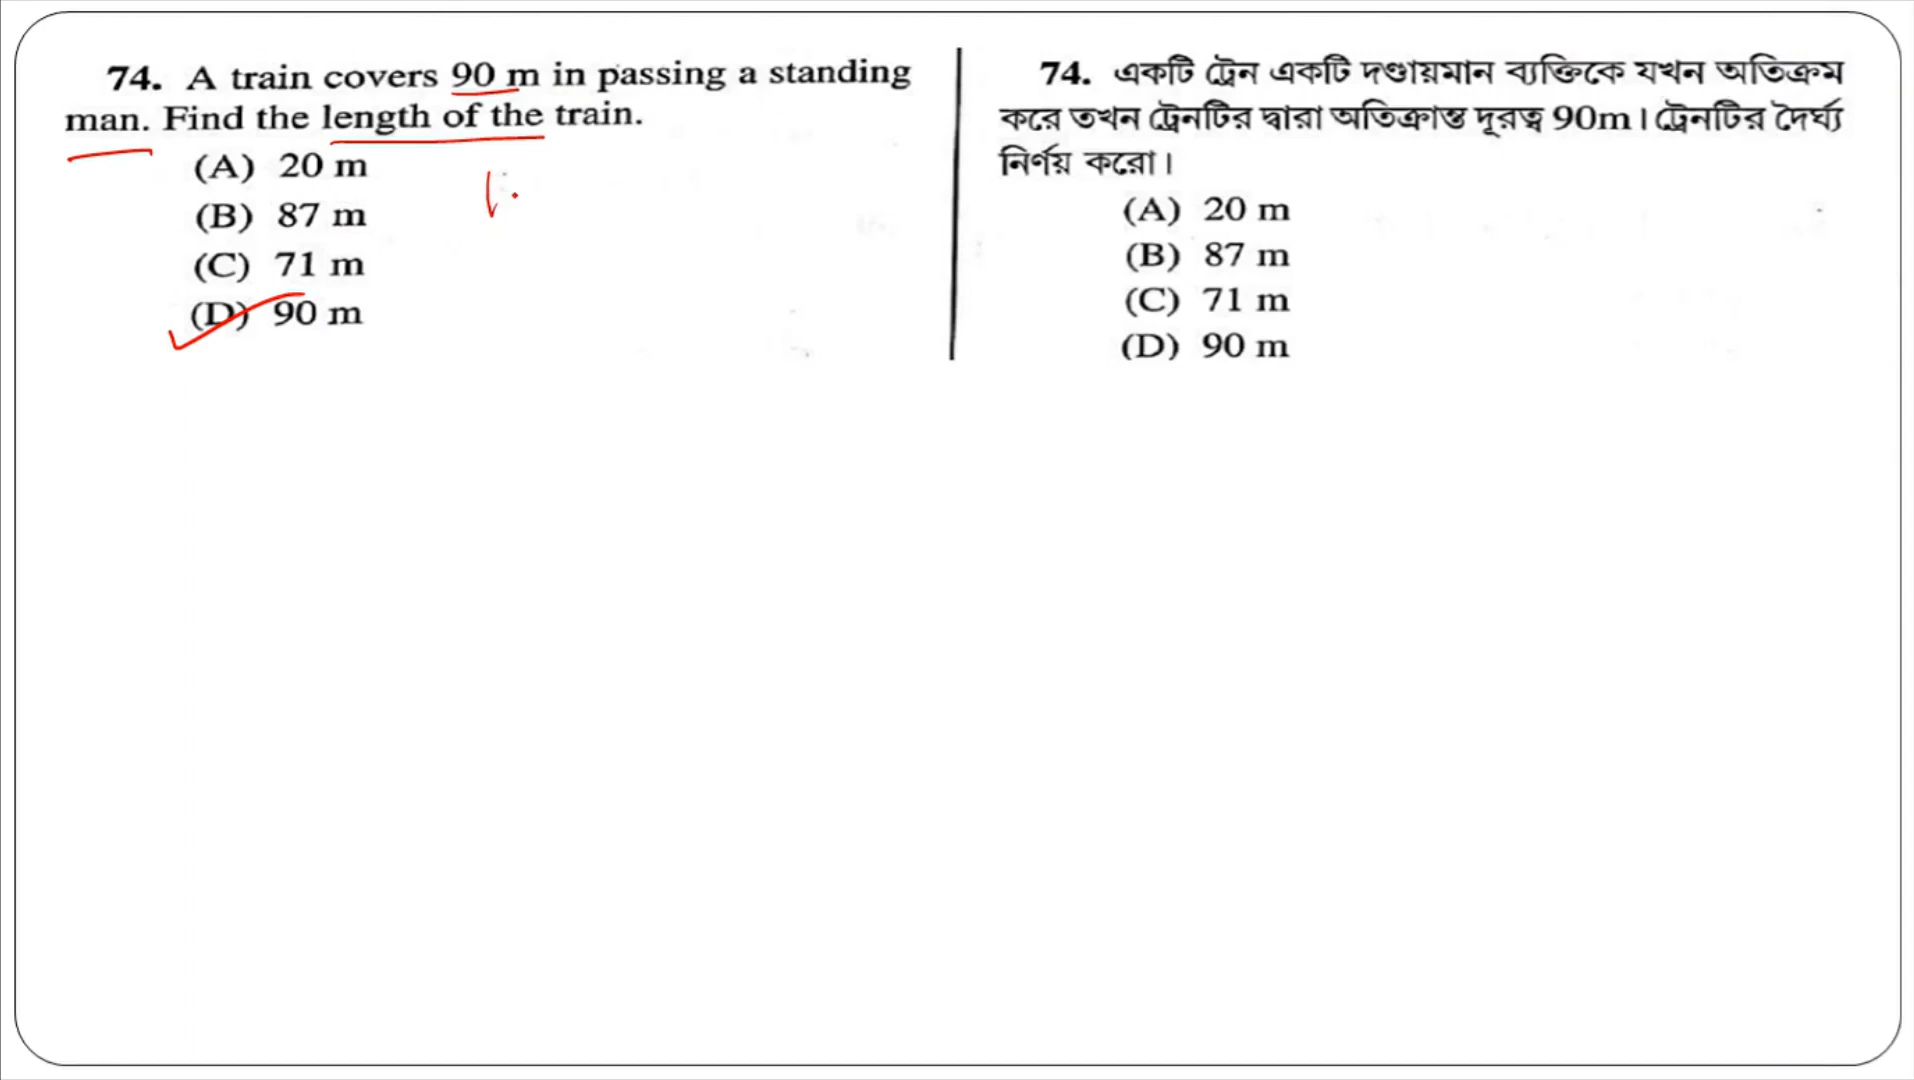 74. A train covers 90 m in passing a standing
man. Find the length of the train.
(A) 20 m
(B) 87 m
(C) 71 m
(D) 90 m
74. একটি ট্রেন একটি দণ্ডায়মান ব্যক্তিকে যখন অতিক্রম
করে তখন ট্রেনটির দ্বারা অতিক্রান্ত দূরত্ব 90m। ট্রেনটির দৈর্ঘ্য
নির্ণয় করো।
(A) 20 m
(B) 87 m
(C) 71 m
(D) 90 m